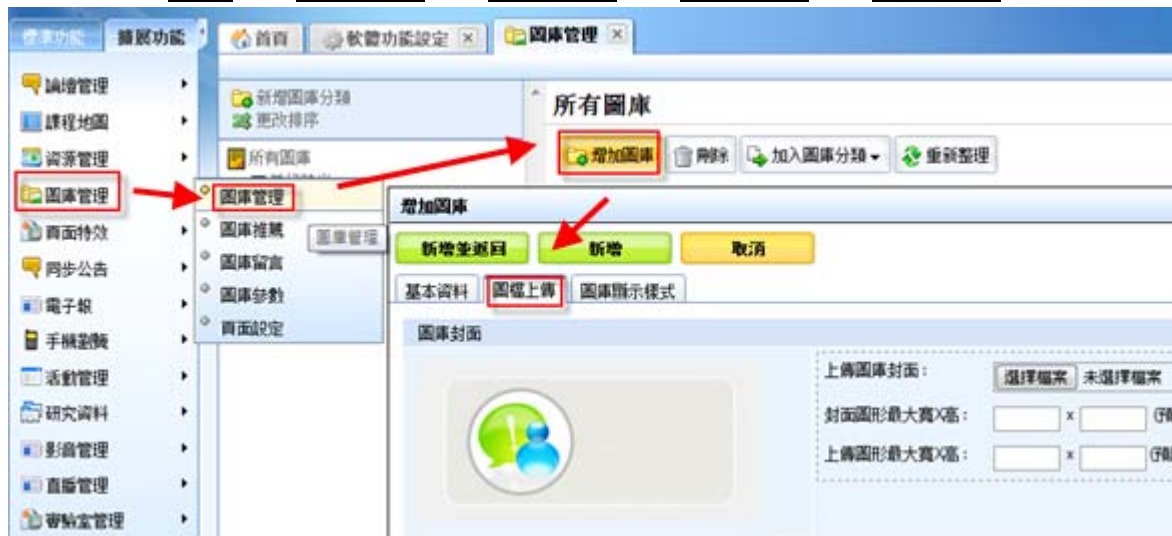 標準功能 擴展功能
首頁 軟體功能設定 圖庫管理
論壇管理
課程地圖
資源管理
圖庫管理
頁面特效
同步公告
電子報
手機瀏覽
活動管理
研究資料
影音管理
直播管理
實驗室管理
新增圖庫分類
更改排序
所有圖庫
圖庫管理
圖庫推薦
圖庫管理
圖庫留言
圖庫參數
頁面設定
所有圖庫
增加圖庫 刪除 加入圖庫分類 重新整理
增加圖庫
新增並返回 新增 取消
基本資料 圖檔上傳 圖庫顯示樣式
圖庫封面
上傳圖庫封面: 選擇檔案 未選擇檔案
封面圖形最大寬X高: x (預
上傳圖形最大寬X高: x (預